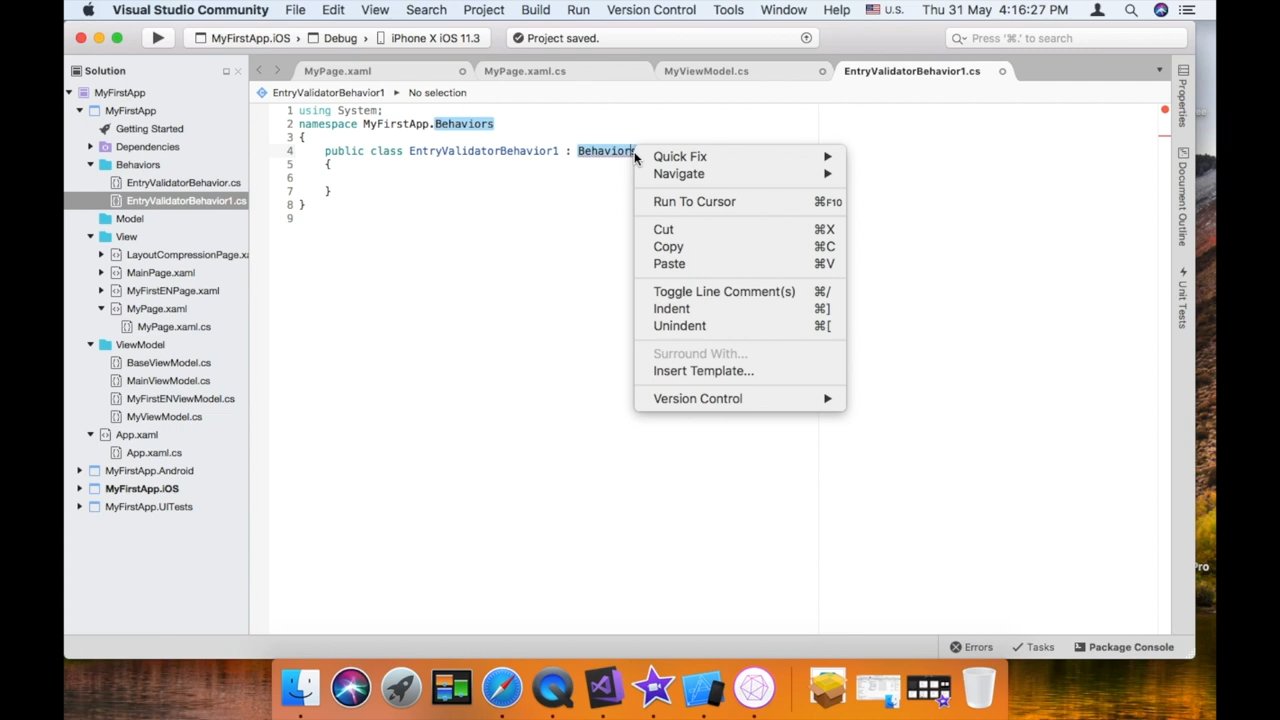 Visual Studio Community File Edit View Search Project Build Run Version Control Tools Window Help U.S. Thu 31 May 4:16:27 PM
MyFirstApp.iOS Debug iPhone X iOS 11.3 Project saved. Press '⌘.' to search
Solution
MyPage.xaml MyPage.xaml.cs MyViewModel.cs EntryValidatorBehavior1.cs
EntryValidatorBehavior1 No selection
MyFirstApp
MyFirstApp
Getting Started
Dependencies
Behaviors
EntryValidatorBehavior.cs
EntryValidatorBehavior1.cs
Model
View
LayoutCompressionPage.xa
MainPage.xaml
MyFirstENPage.xaml
MyPage.xaml
MyPage.xaml.cs
ViewModel
BaseViewModel.cs
MainViewModel.cs
MyFirstENViewModel.cs
MyViewModel.cs
App.xaml
App.xaml.cs
MyFirstApp.Android
MyFirstApp.iOS
MyFirstApp.UITests
1 using System;
2 namespace MyFirstApp.Behaviors
3 {
4 public class EntryValidatorBehavior1 : Behaviors
5 {
6
7 }
8 }
9
Quick Fix
Navigate
Run To Cursor ⌘F10
Cut ⌘X
Copy ⌘C
Paste ⌘V
Toggle Line Comment(s) ⌘/
Indent ⌘]
Unindent ⌘[
Surround With...
Insert Template...
Version Control
Properties
Document Outline
Unit Tests
Pro
Errors Tasks Package Console